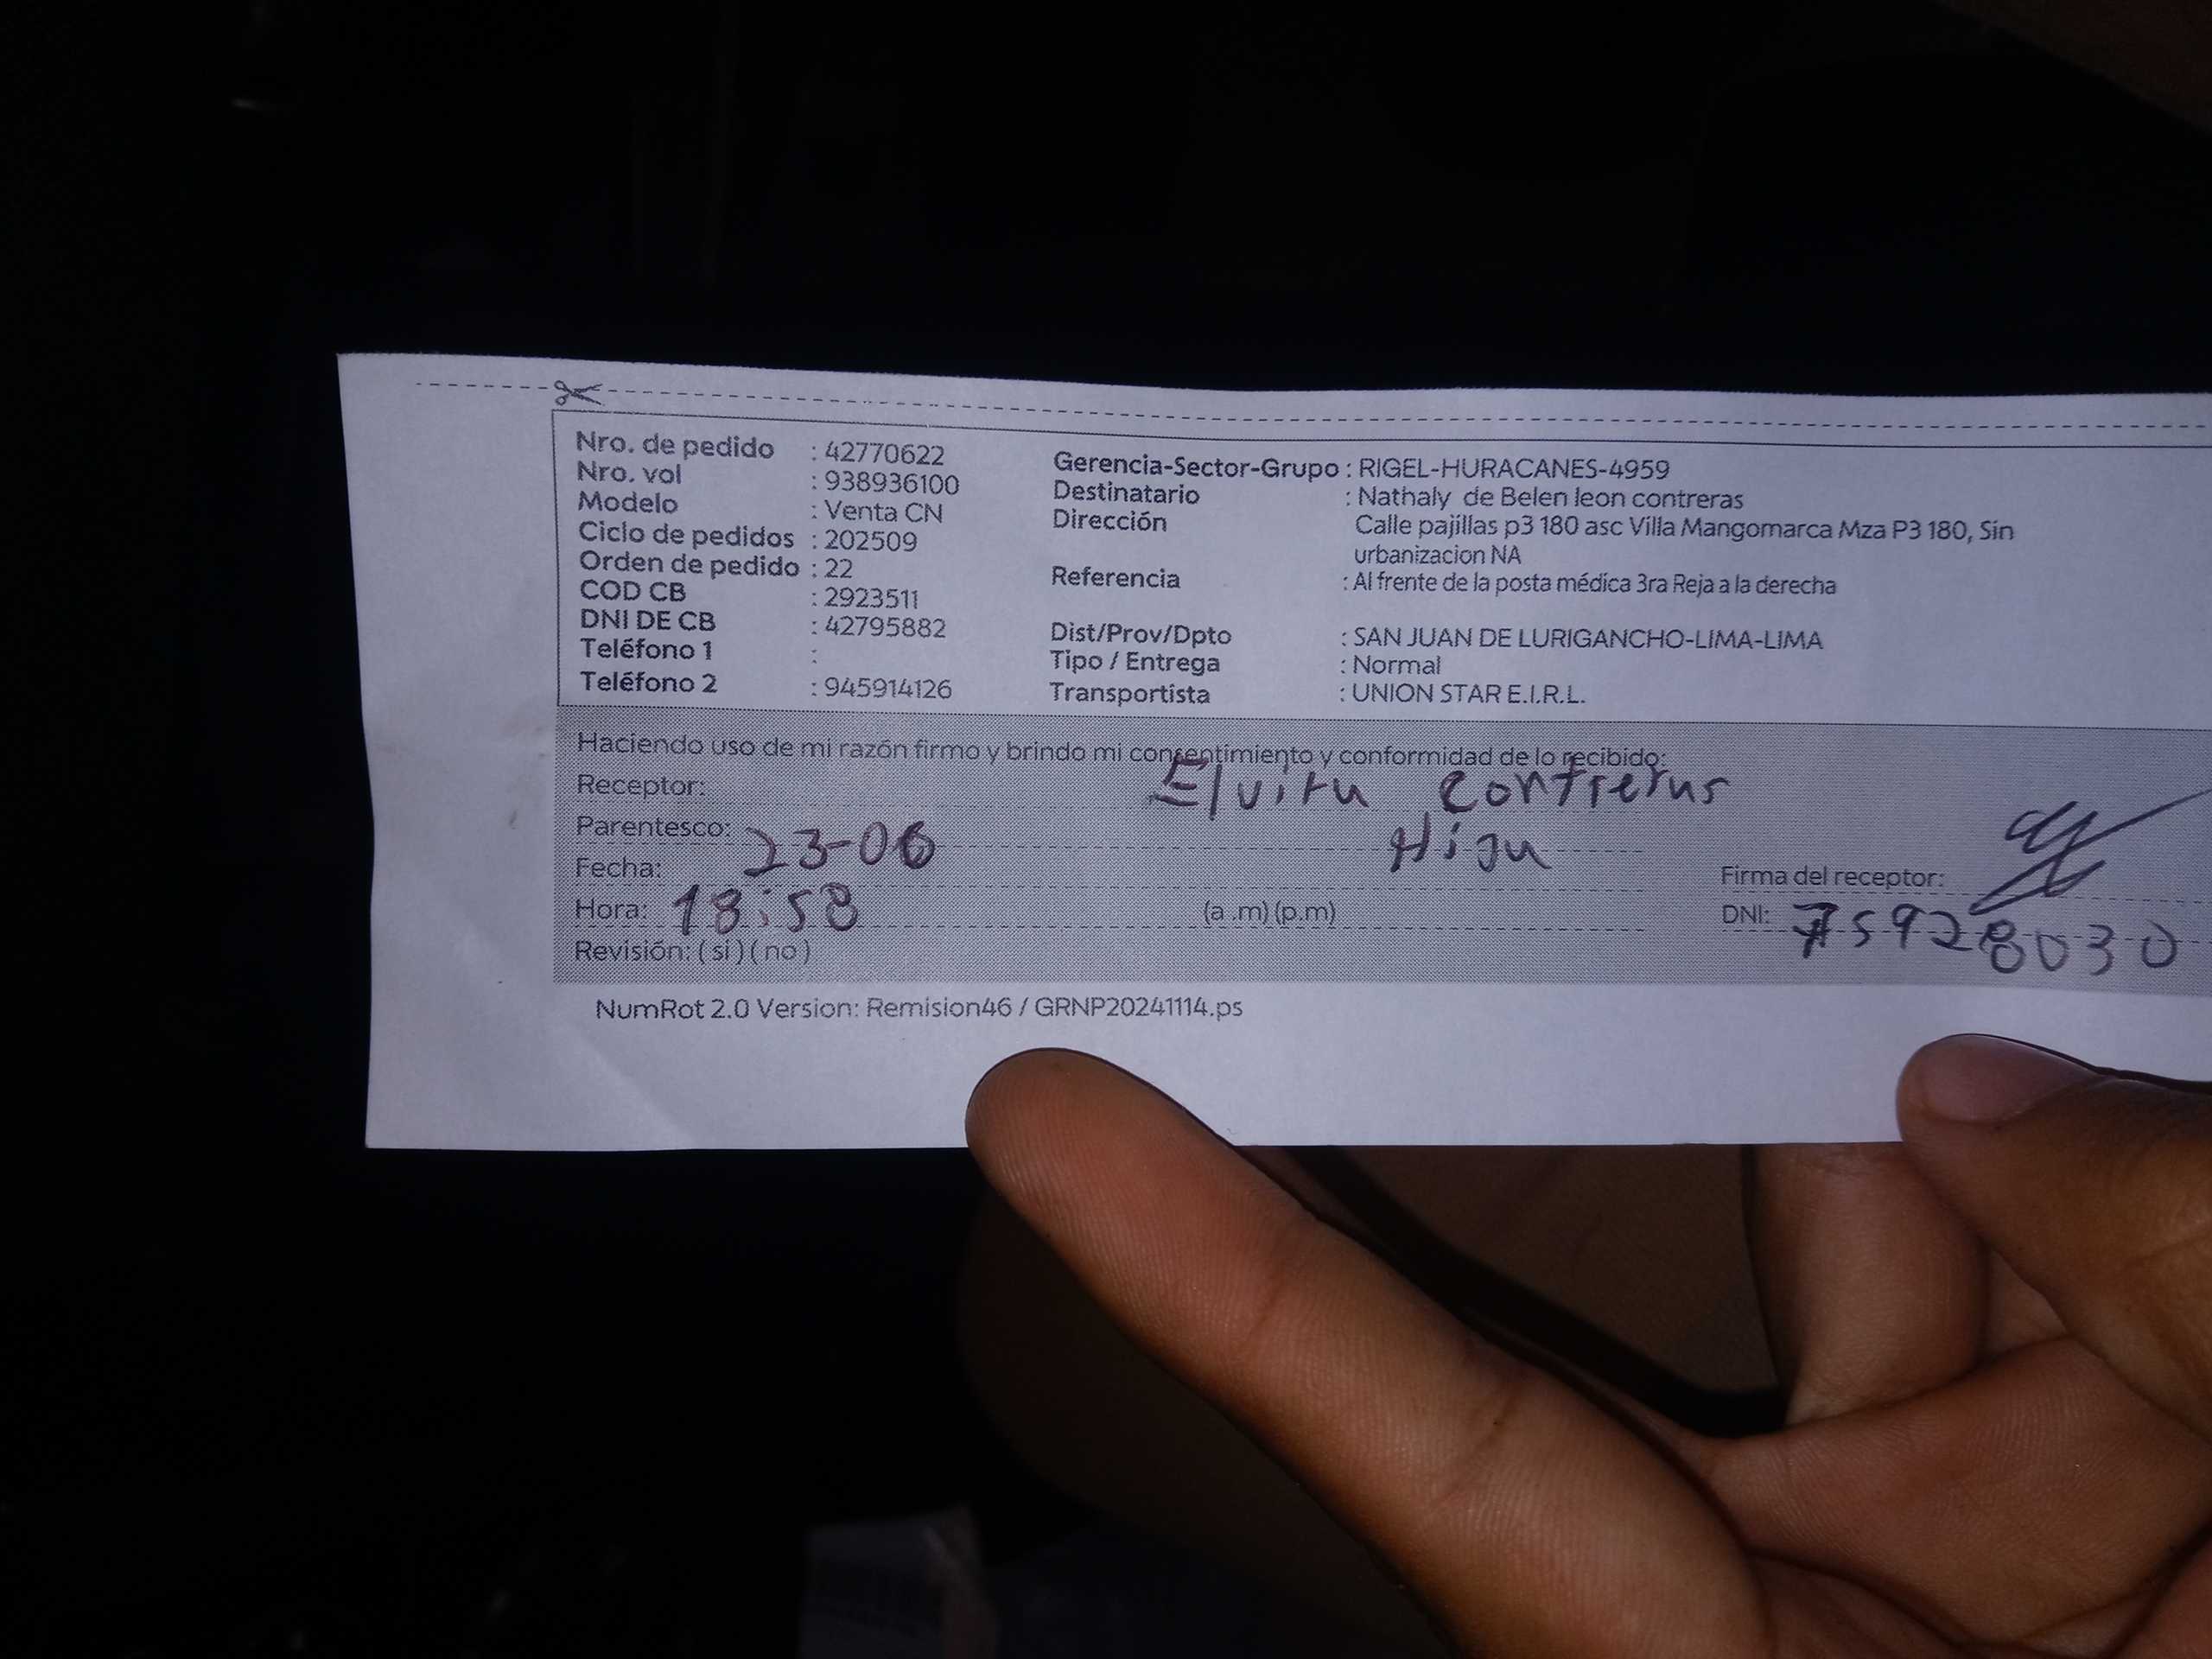 Nro. de pedido : 42770622
Nro. vol : 938936100
Modelo : Venta CN
Ciclo de pedidos : 202509
Orden de pedido : 22
COD CB : 2923511
DNI DE CB : 42795882
Teléfono 1 :
Teléfono 2 : 945914126
Gerencia-Sector-Grupo : RIGEL-HURACANES-4959
Destinatario : Nathaly de Belen leon contreras
Dirección Calle pajillas p3 180 asc Villa Mangomarca Mza P3 180, Sin
urbanizacion NA
Referencia : Al frente de la posta médica 3ra Reja a la derecha
Dist/Prov/Dpto : SAN JUAN DE LURIGANCHO-LIMA-LIMA
Tipo / Entrega : Normal
Transportista : UNION STAR E.I.R.L.
Haciendo uso de mi razón firmo y brindo mi consentimiento y conformidad de lo recibido:
Receptor: Elvira Contreras
Parentesco: Hija
Fecha: 23-06
Hora: 18:58 (a .m) (p.m)
Revisión: ( si ) ( no )
Firma del receptor:
DNI: 75928030
NumRot 2.0 Version: Remision46 / GRNP20241114.ps